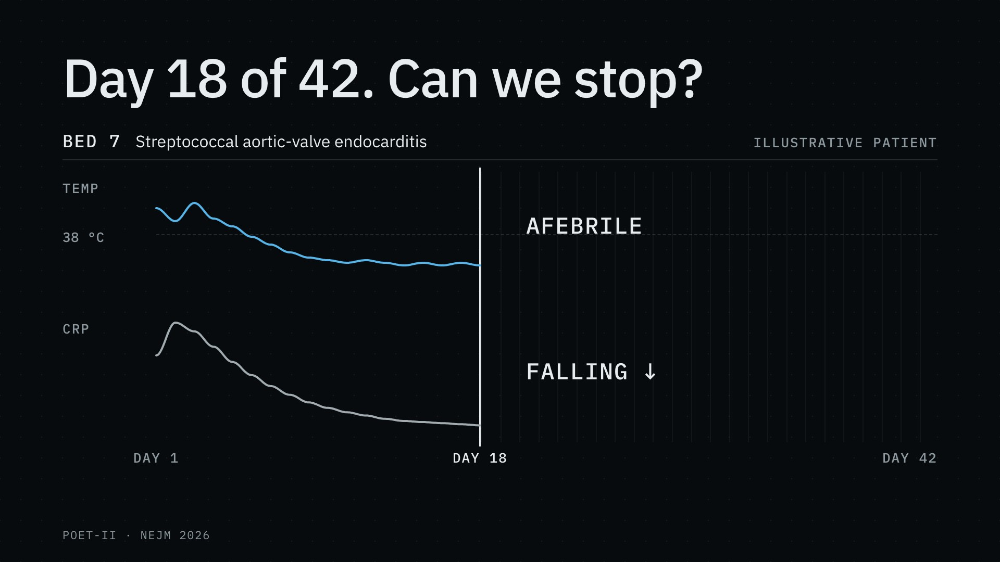 Day 18 of 42. Can we stop?
BED 7 Streptococcal aortic-valve endocarditis
ILLUSTRATIVE PATIENT
TEMP
AFEBRILE
38 °C
CRP
FALLING ↓
DAY 1
DAY 18
DAY 42
POET-II · NEJM 2026